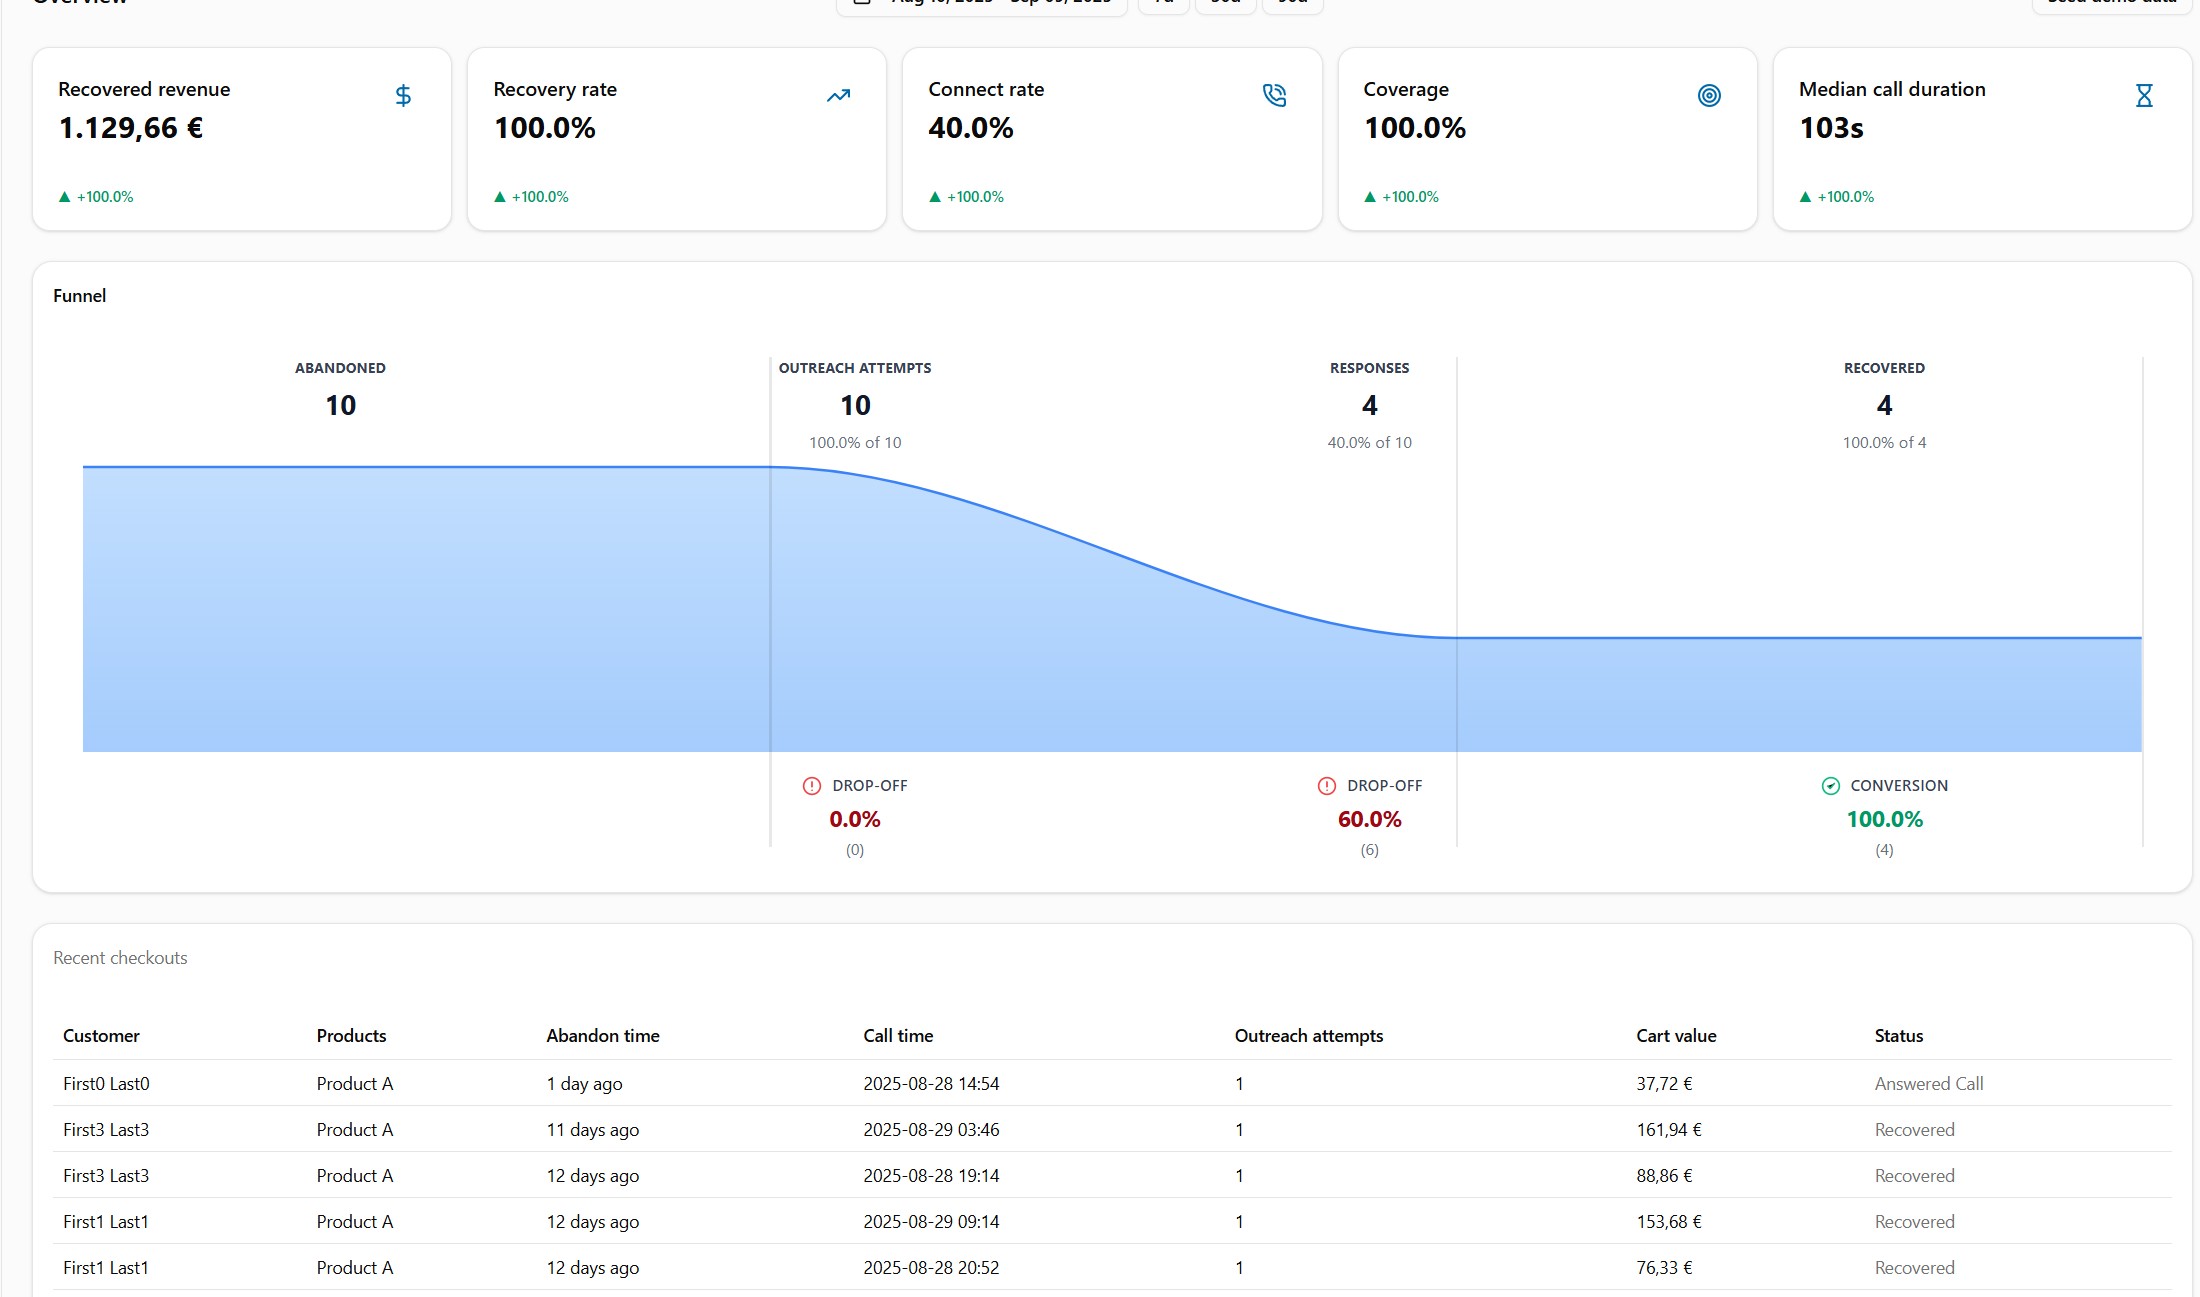 Overview
Recovered revenue
1.129,66 €
▲ +100.0%
Recovery rate
100.0%
▲ +100.0%
Connect rate
40.0%
▲ +100.0%
Coverage
100.0%
▲ +100.0%
Median call duration
103s
▲ +100.0%
Funnel
ABANDONED
10
OUTREACH ATTEMPTS
10
100.0% of 10
RESPONSES
4
40.0% of 10
RECOVERED
4
100.0% of 4
DROP-OFF
0.0%
(0)
DROP-OFF
60.0%
(6)
CONVERSION
100.0%
(4)
Recent checkouts
Customer Products Abandon time Call time Outreach attempts Cart value Status
First0 Last0 Product A 1 day ago 2025-08-28 14:54 1 37,72 € Answered Call
First3 Last3 Product A 11 days ago 2025-08-29 03:46 1 161,94 € Recovered
First3 Last3 Product A 12 days ago 2025-08-28 19:14 1 88,86 € Recovered
First1 Last1 Product A 12 days ago 2025-08-29 09:14 1 153,68 € Recovered
First1 Last1 Product A 12 days ago 2025-08-28 20:52 1 76,33 € Recovered